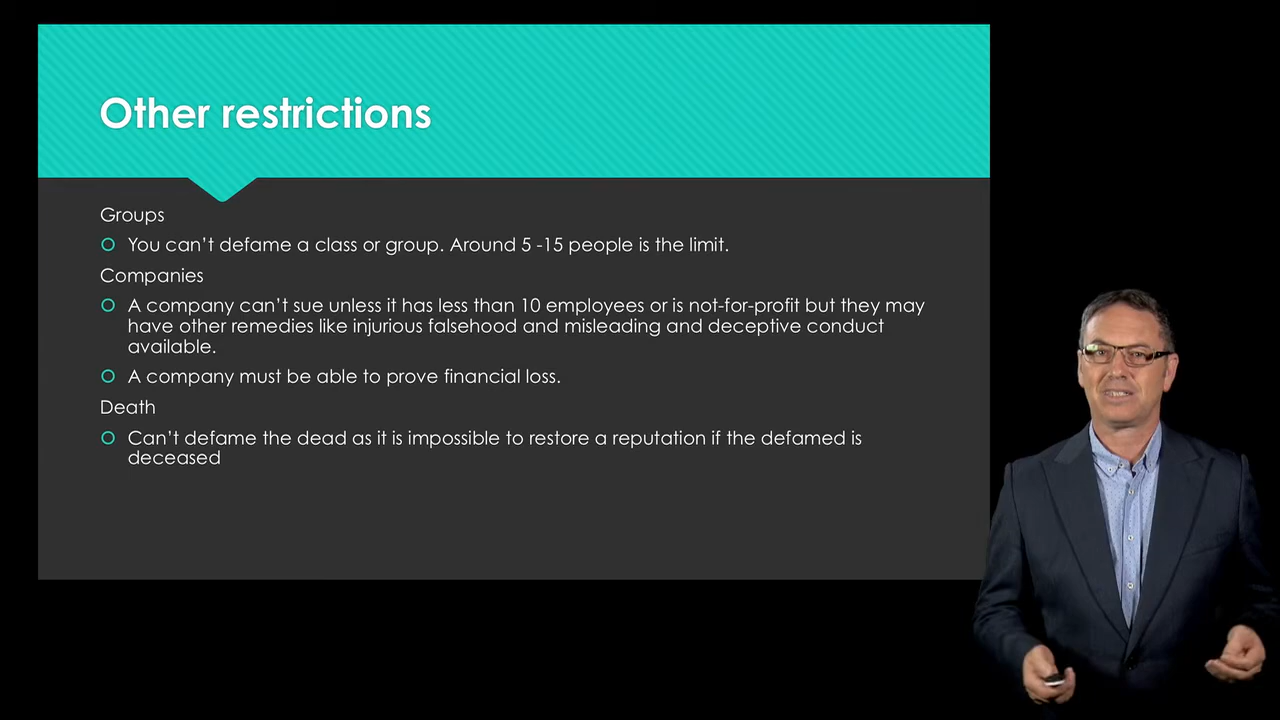 Other restrictions
Groups
You can't defame a class or group. Around 5 -15 people is the limit.
Companies
A company can't sue unless it has less than 10 employees or is not-for-profit but they may
have other remedies like injurious falsehood and misleading and deceptive conduct
available.
A company must be able to prove financial loss.
Death
Can't defame the dead as it is impossible to restore a reputation if the defamed is
deceased